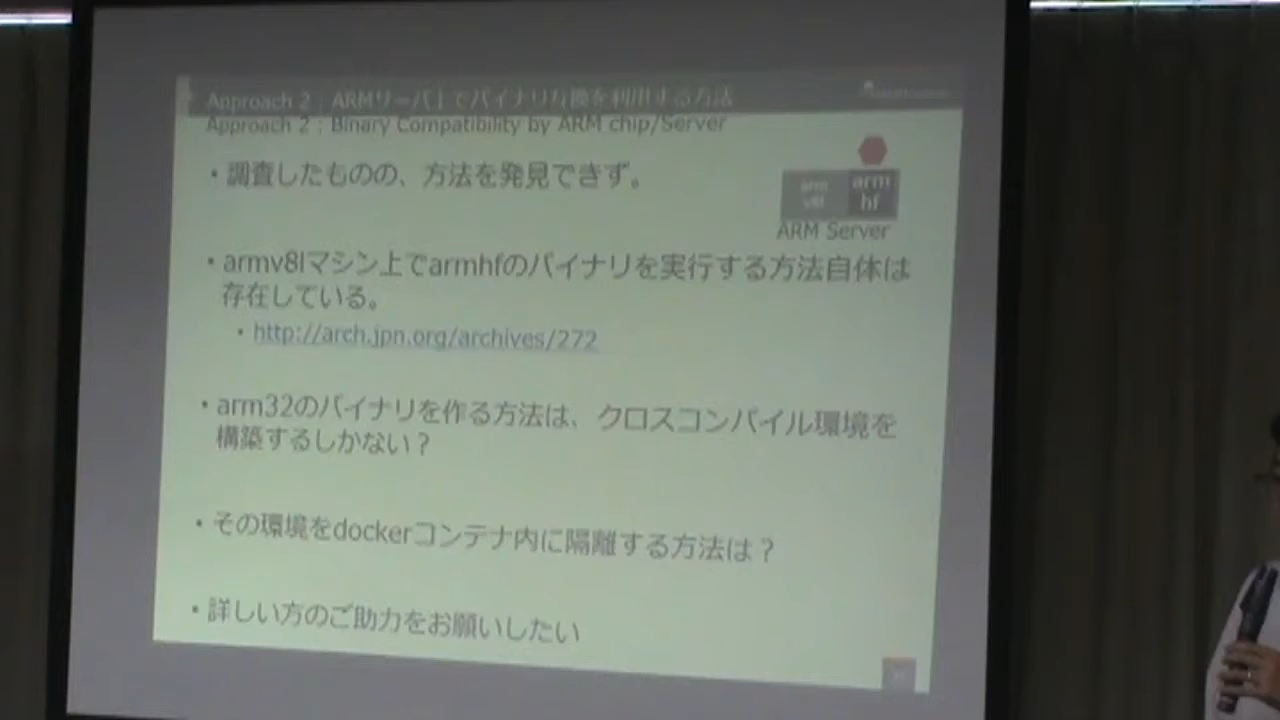 Approach 2 : ARMサーバ上でバイナリ互換を利用する方法
Approach 2 : Binary Compatibility by ARM chip/Server
・調査したものの、方法を発見できず。
arm v8l
arm hf
ARM Server
・armv8lマシン上でarmhfのバイナリを実行する方法自体は
存在している。
・http://arch.jpn.org/archives/272
・arm32のバイナリを作る方法は、クロスコンパイル環境を
構築するしかない？
・その環境をdockerコンテナ内に隔離する方法は？
・詳しい方のご助力をお願いしたい